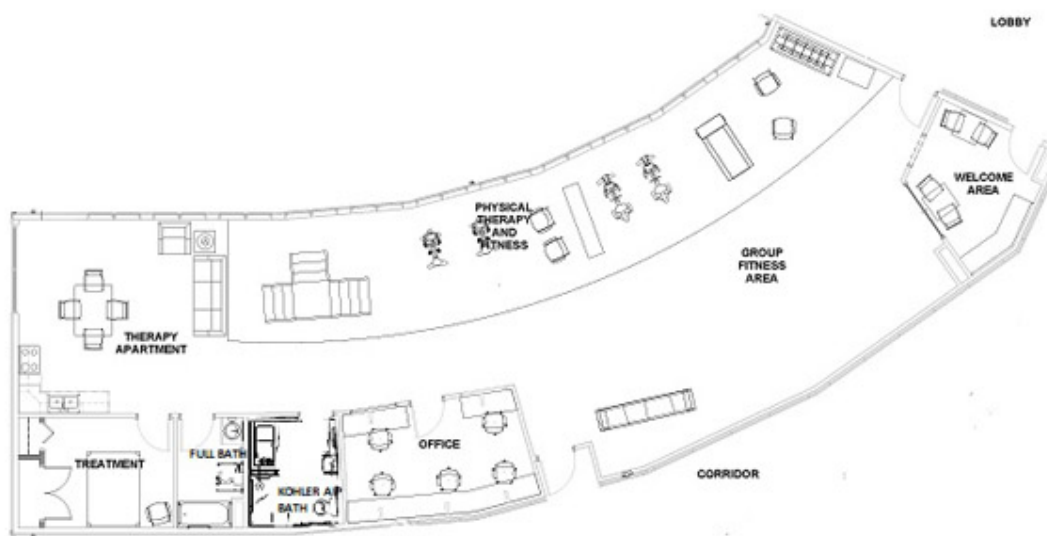 LOBBY
WELCOME
AREA
PHYSICAL
THERAPY
AND
FITNESS
GROUP
FITNESS
AREA
THERAPY
APARTMENT
OFFICE
FULL BATH
TREATMENT
CORRIDOR
KOHLER
BATH